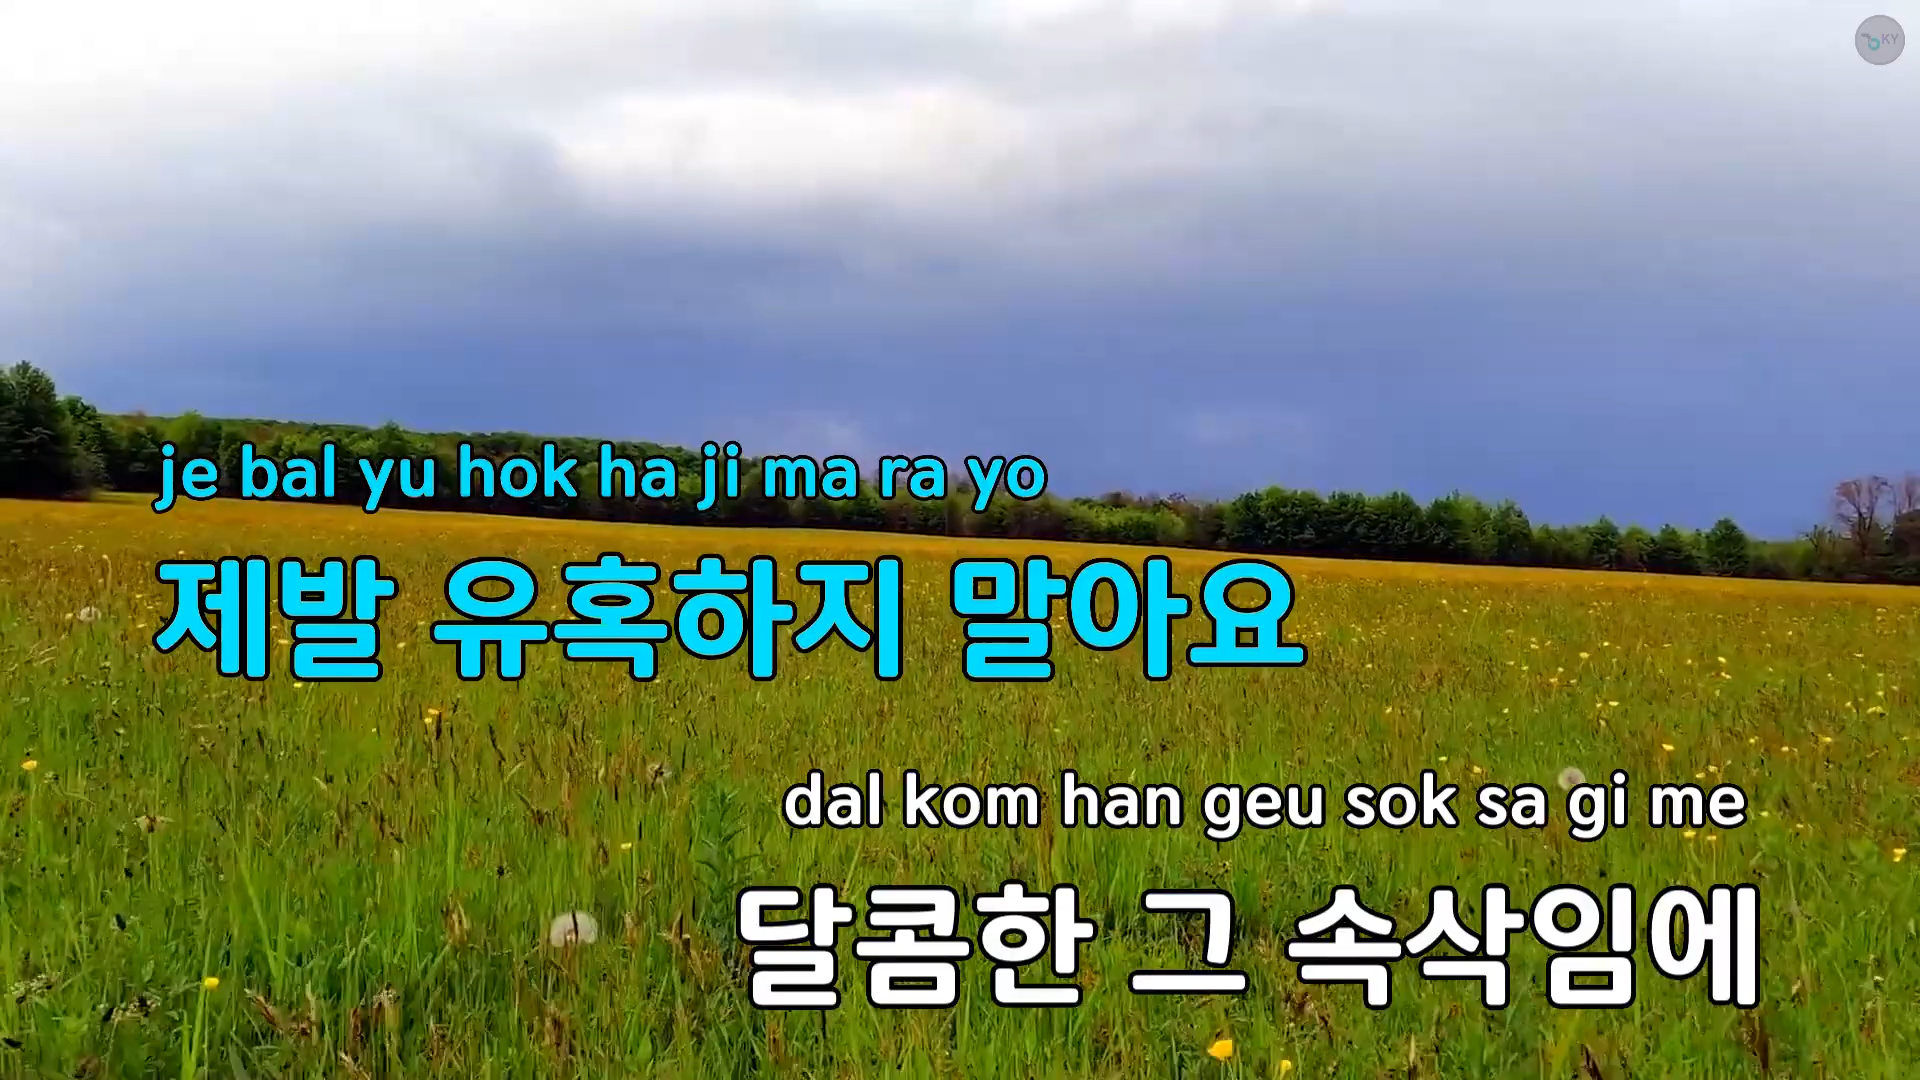 KY
je bal yu hok ha ji ma ra yo
제발 유혹하지 말아요
dal kom han geu sok sa gi me
달콤한 그 속삭임에